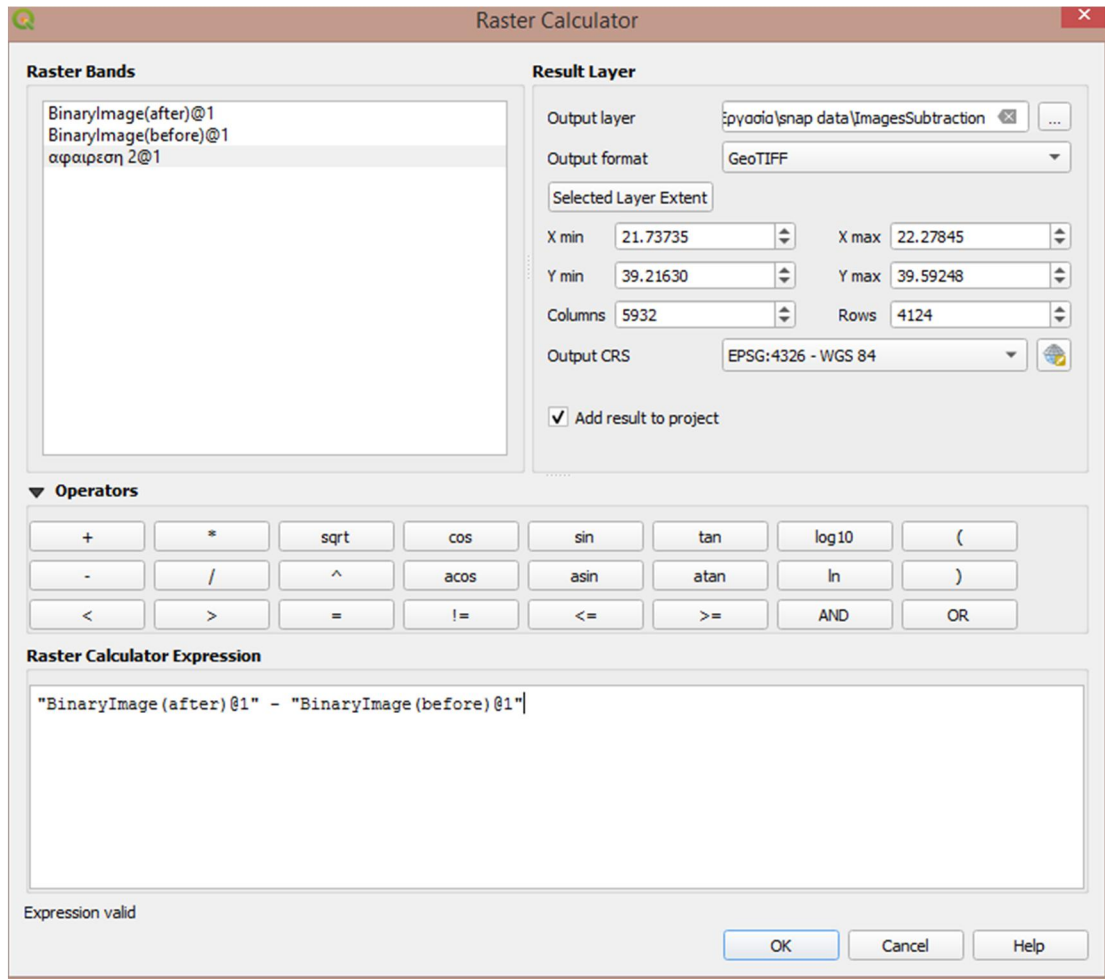 Raster Calculator
Raster Bands
BinaryImage(after)@1
BinaryImage(before)@1
αφαιρεση 2@1
Result Layer
Output layer Εργασία\snap data\ImagesSubtraction ...
Output format GeoTIFF
Selected Layer Extent
X min 21.73735 X max 22.27845
Y min 39.21630 Y max 39.59248
Columns 5932 Rows 4124
Output CRS EPSG:4326 - WGS 84
Add result to project
Operators
+ * sqrt cos sin tan log10 (
- / ^ acos asin atan ln )
< > = != <= >= AND OR
Raster Calculator Expression
"BinaryImage(after)@1" - "BinaryImage(before)@1"
Expression valid
OK Cancel Help